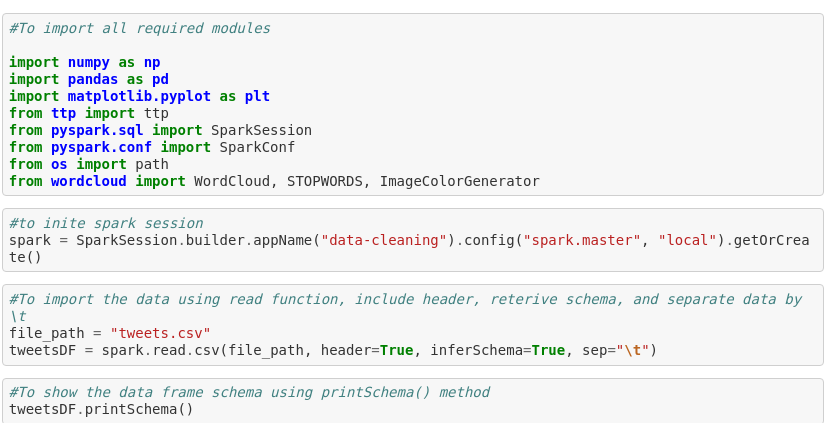 #To import all required modules
import numpy as np
import pandas as pd
import matplotlib.pyplot as plt
from ttp import ttp
from pyspark.sql import SparkSession
from pyspark.conf import SparkConf
from os import path
from wordcloud import WordCloud, STOPWORDS, ImageColorGenerator
#to inite spark session
spark = SparkSession.builder.appName("data-cleaning").config("spark.master", "local").getOrCrea
te()
#To import the data using read function, include header, reterive schema, and separate data by
\t
file_path = "tweets.csv"
tweetsDF = spark.read.csv(file_path, header=True, inferSchema=True, sep="\t")
#To show the data frame schema using printSchema() method
tweetsDF.printSchema()